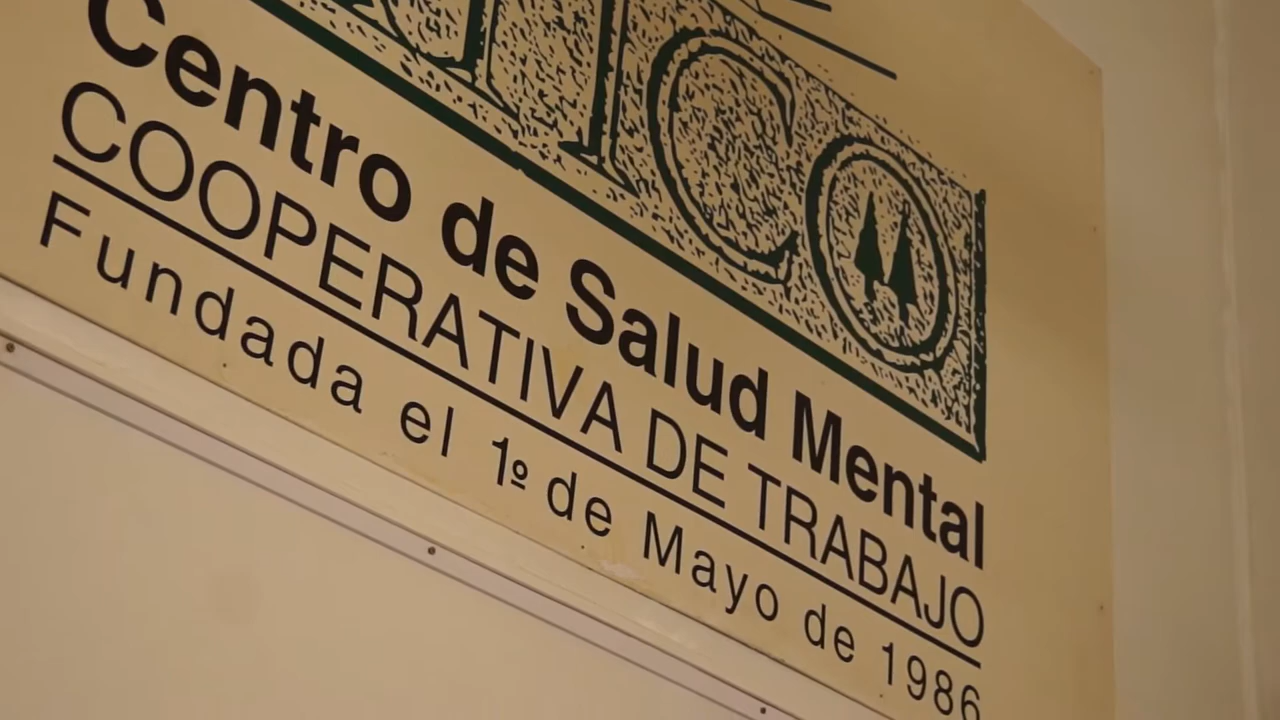 Centro de Salud Mental
COOPERATIVA DE TRABAJO
Fundada el 1º de Mayo de 1986